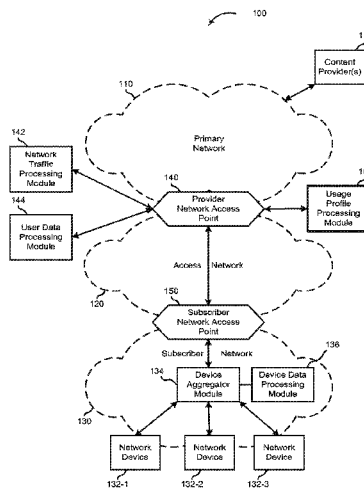 100
Content
Provider(s)
110
142
Primary
Network
Network
Traffic
Processing
Module
140
Provider
Network Access
Point
Usage
Profile
Processing
Module
144
User Data
Processing
Module
Access Network
120
150
Subscriber
Network Access
Point
Subscriber Network
136
134
Device
Aggregator
Module
Device Data
Processing
Module
130
Network
Device
Network
Device
Network
Device
132-1
132-2
132-3